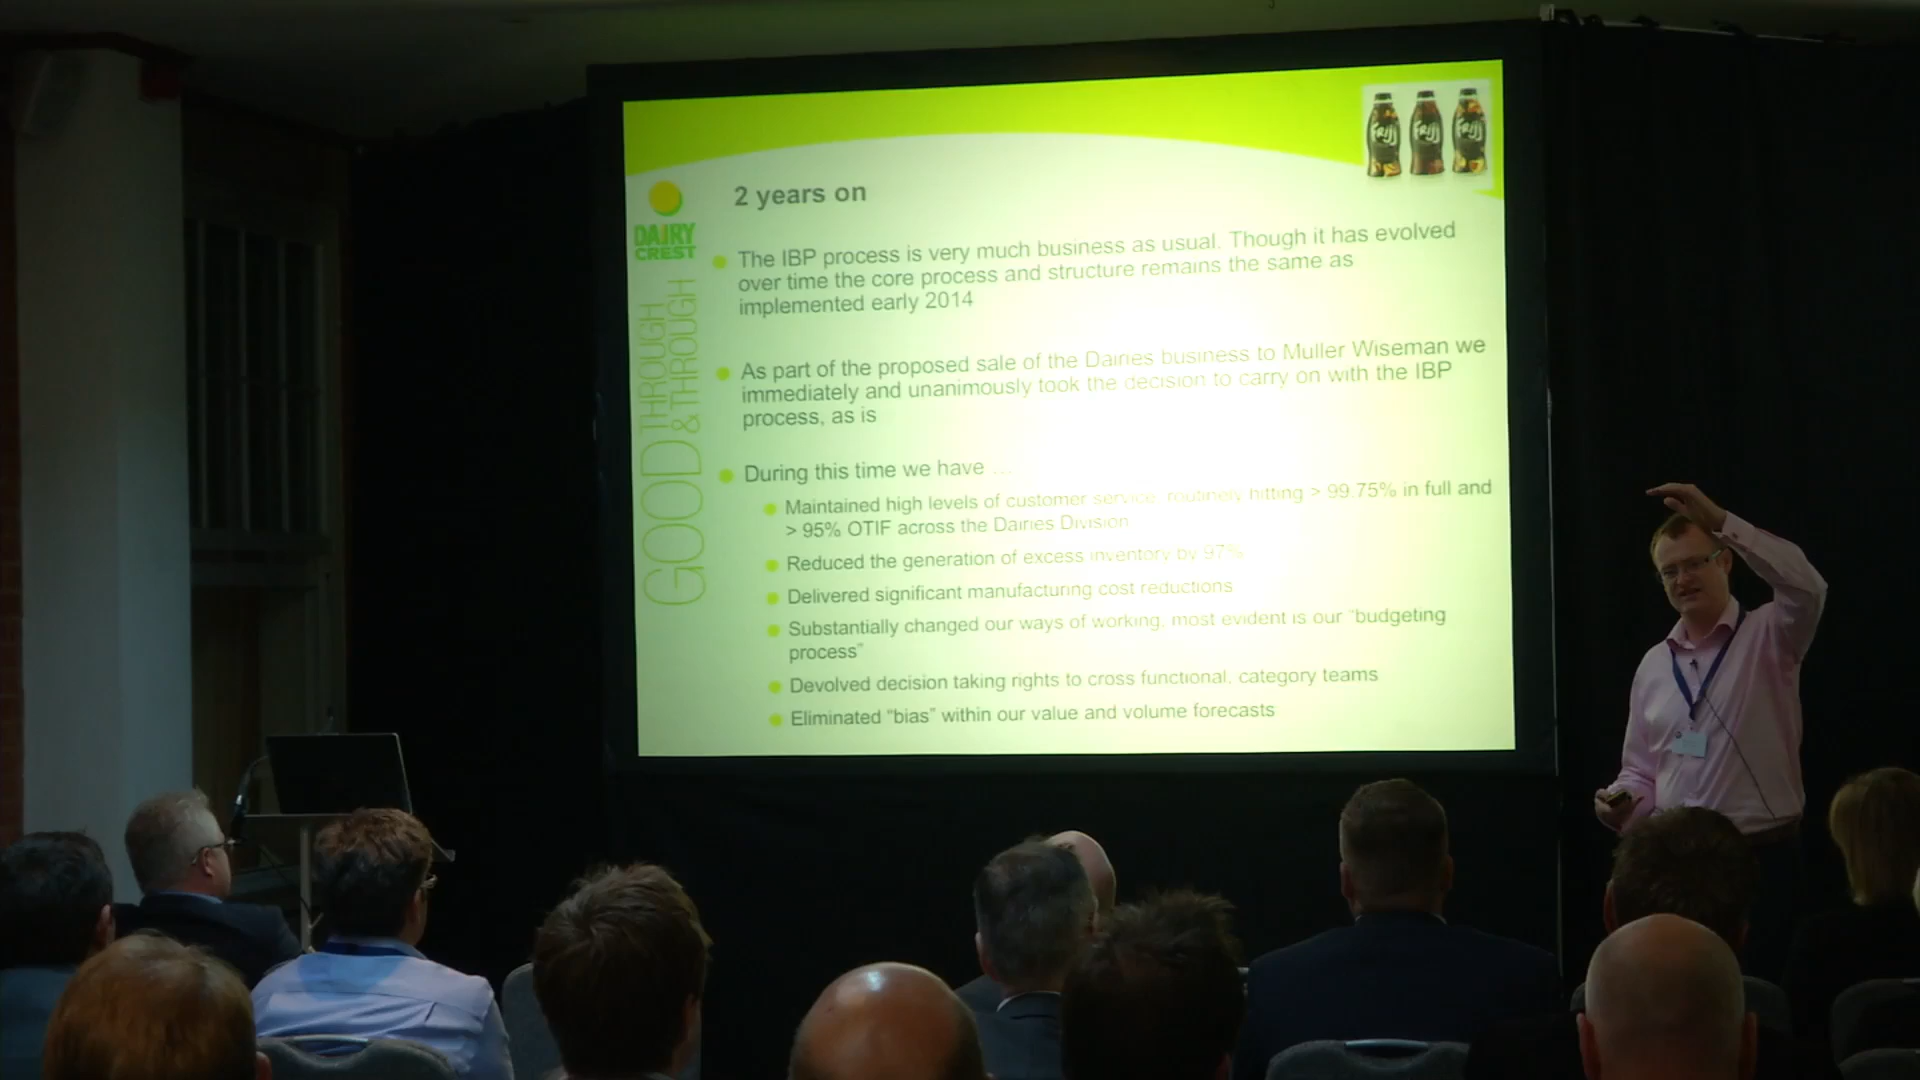 FRIJJ FRIJJ FRIJJ
2 years on
DAIRY
CREST
GOOD THROUGH
& THROUGH
The IBP process is very much business as usual. Though it has evolved
over time the core process and structure remains the same as
implemented early 2014
As part of the proposed sale of the Dairies business to Muller Wiseman we
immediately and unanimously took the decision to carry on with the IBP
process, as is
During this time we have ...
Maintained high levels of customer service, routinely hitting > 99.75% in full and
> 95% OTIF across the Dairies Division
Reduced the generation of excess inventory by 97%
Delivered significant manufacturing cost reductions
Substantially changed our ways of working, most evident is our "budgeting
process"
Devolved decision taking rights to cross functional, category teams
Eliminated "bias" within our value and volume forecasts